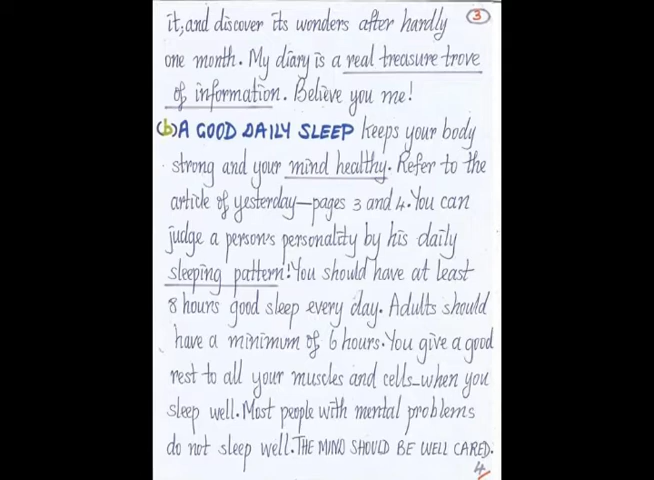 it; and discover its wonders after hardly 3
one month. My diary is a real treasure trove
of information. Believe you me!
(b) A GOOD DAILY SLEEP keeps your body
strong and your mind healthy. Refer to the
article of yesterday—pages 3 and 4. You can
judge a person's personality by his daily
sleeping pattern! You should have at least
8 hours good sleep every day. Adults should
have a minimum of 6 hours. You give a good
rest to all your muscles and cells—when you
sleep well. Most people with mental problems
do not sleep well. THE MIND SHOULD BE WELL CARED.
4